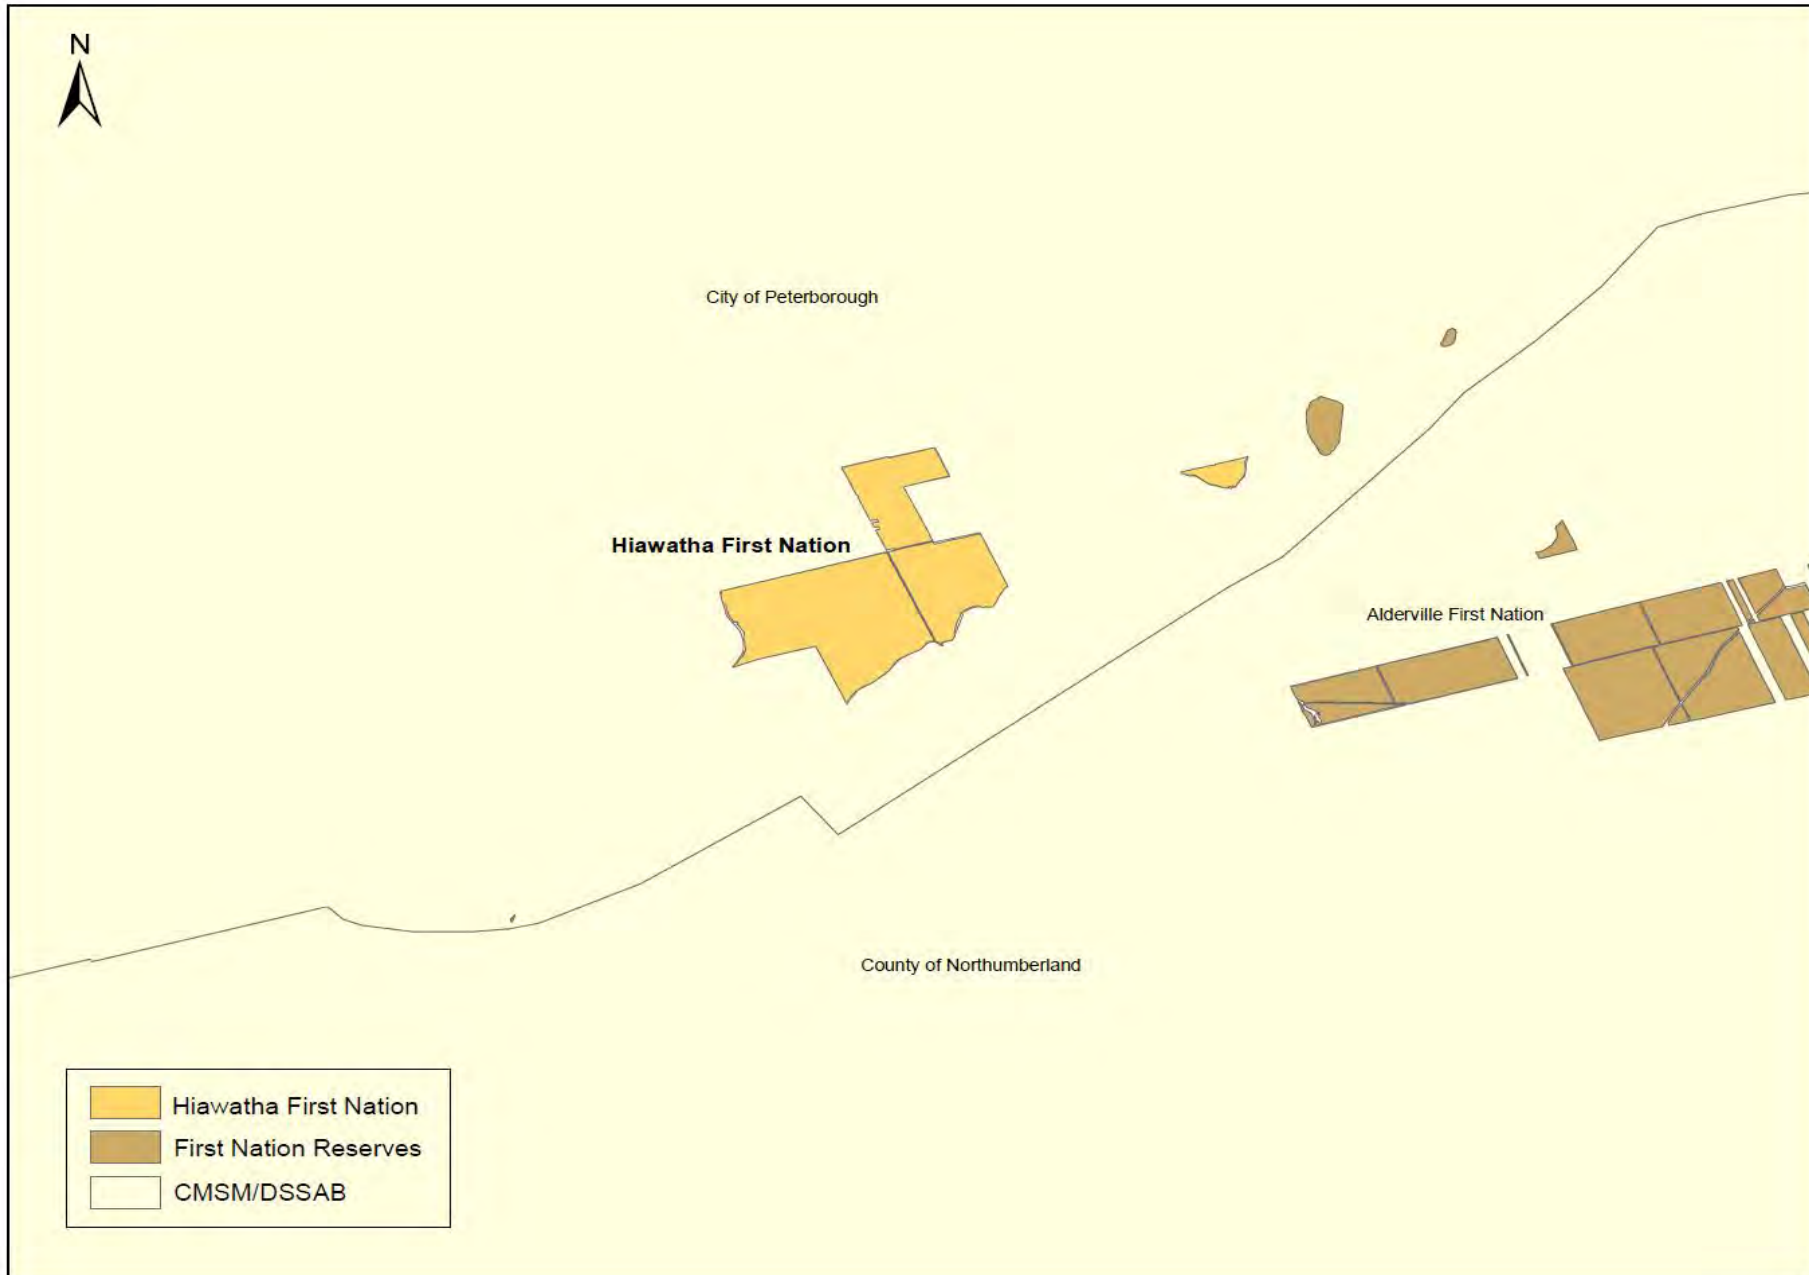 N
City of Peterborough
Hiawatha First Nation
Alderville First Nation
County of Northumberland
Hiawatha First Nation
First Nation Reserves
CMSM/DSSAB